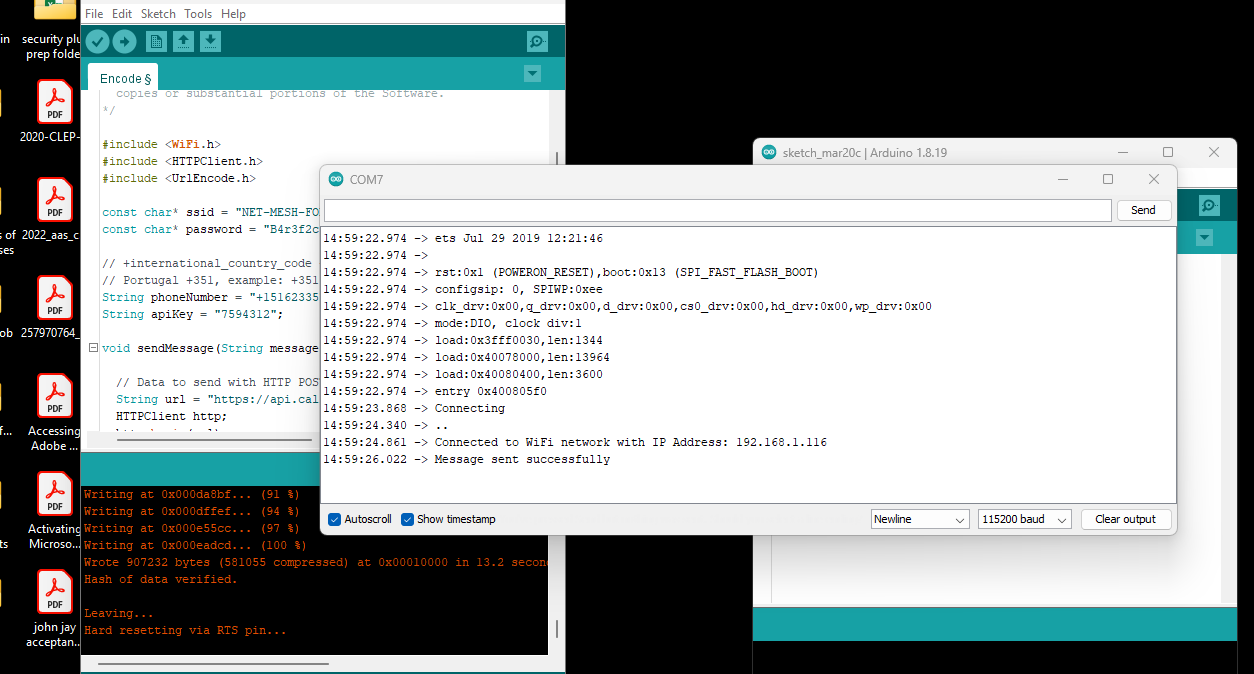 in
security plu
prep folde
PDF
2020-CLEP-
PDF
s of
ses
2022_aas_c
PDF
ob
257970764_
PDF
f...
Accessing
Adobe ...
PDF
ts
Activating
Microso...
PDF
john jay
acceptan...
File Edit Sketch Tools Help
Encode §
copies or substantial portions of the Software.
*/
#include <WiFi.h>
#include <HTTPClient.h>
#include <UrlEncode.h>
const char* ssid = "NET-MESH-FO
const char* password = "B4r3f2c
// +international_country_code
// Portugal +351, example: +351
String phoneNumber = "+15162335
String apiKey = "7594312";
void sendMessage(String message
// Data to send with HTTP POS
String url = "https://api.cal
HTTPClient http;
Writing at 0x000da8bf... (91 %)
Writing at 0x000dffef... (94 %)
Writing at 0x000e55cc... (97 %)
Writing at 0x000eadcd... (100 %)
Wrote 907232 bytes (581055 compressed) at 0x00010000 in 13.2 secon
Hash of data verified.
Leaving...
Hard resetting via RTS pin...
sketch_mar20c | Arduino 1.8.19
COM7
Send
14:59:22.974 -> ets Jul 29 2019 12:21:46
14:59:22.974 ->
14:59:22.974 -> rst:0x1 (POWERON_RESET),boot:0x13 (SPI_FAST_FLASH_BOOT)
14:59:22.974 -> configsip: 0, SPIWP:0xee
14:59:22.974 -> clk_drv:0x00,q_drv:0x00,d_drv:0x00,cs0_drv:0x00,hd_drv:0x00,wp_drv:0x00
14:59:22.974 -> mode:DIO, clock div:1
14:59:22.974 -> load:0x3fff0030,len:1344
14:59:22.974 -> load:0x40078000,len:13964
14:59:22.974 -> load:0x40080400,len:3600
14:59:22.974 -> entry 0x400805f0
14:59:23.868 -> Connecting
14:59:24.340 -> ..
14:59:24.861 -> Connected to WiFi network with IP Address: 192.168.1.116
14:59:26.022 -> Message sent successfully
Autoscroll Show timestamp
Newline
115200 baud
Clear output